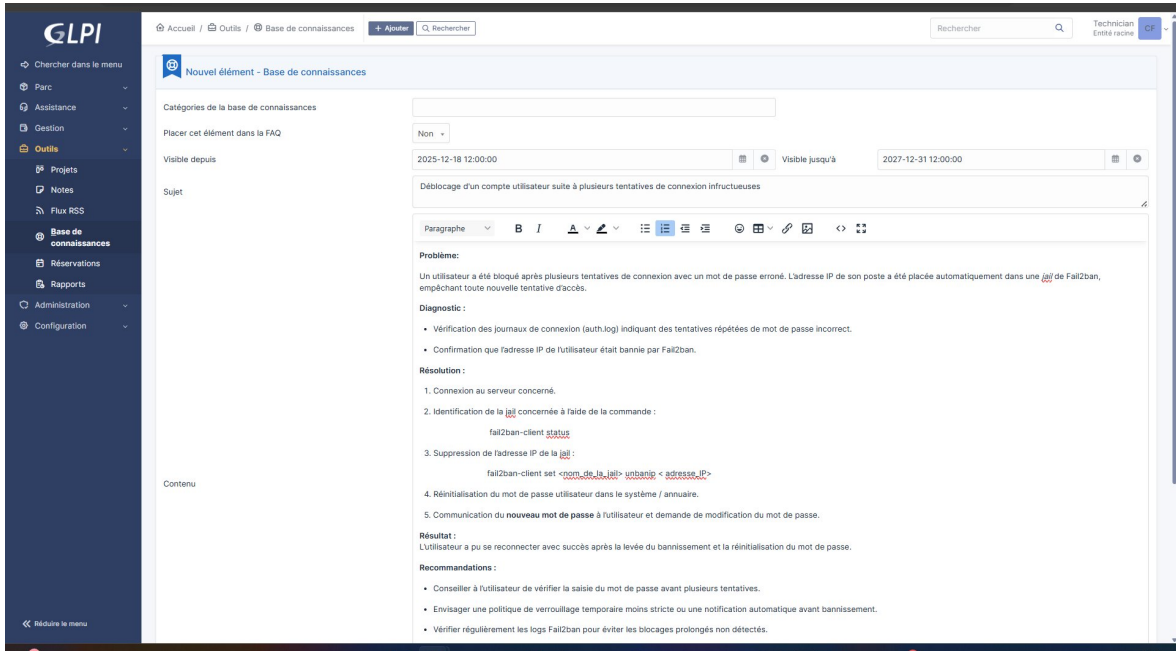 GLPI
Accueil / Outils / Base de connaissances + Ajouter Rechercher Rechercher Technician CF
Entité racine
Chercher dans le menu
Parc
Assistance
Gestion
Outils
Projets
Notes
Flux RSS
Base de
connaissances
Réservations
Rapports
Administration
Configuration
Réduire le menu
Nouvel élément - Base de connaissances
Catégories de la base de connaissances
Placer cet élément dans la FAQ Non
Visible depuis 2025-12-18 12:00:00 Visible jusqu'à 2027-12-31 12:00:00
Sujet Déblocage d'un compte utilisateur suite à plusieurs tentatives de connexion infructueuses
Contenu
Paragraphe B I A
Problème:
Un utilisateur a été bloqué après plusieurs tentatives de connexion avec un mot de passe erroné. L'adresse IP de son poste a été placée automatiquement dans une jail de Fail2ban,
empêchant toute nouvelle tentative d'accès.
Diagnostic :
• Vérification des journaux de connexion (auth.log) indiquant des tentatives répétées de mot de passe incorrect.
• Confirmation que l'adresse IP de l'utilisateur était bannie par Fail2ban.
Résolution :
1. Connexion au serveur concerné.
2. Identification de la jail concernée à l'aide de la commande :
fail2ban-client status
3. Suppression de l'adresse IP de la jail :
fail2ban-client set <nom_de_la_jail> unbanip < adresse_IP>
4. Réinitialisation du mot de passe utilisateur dans le système / annuaire.
5. Communication du nouveau mot de passe à l'utilisateur et demande de modification du mot de passe.
Résultat :
L'utilisateur a pu se reconnecter avec succès après la levée du bannissement et la réinitialisation du mot de passe.
Recommandations :
• Conseiller à l'utilisateur de vérifier la saisie du mot de passe avant plusieurs tentatives.
• Envisager une politique de verrouillage temporaire moins stricte ou une notification automatique avant bannissement.
• Vérifier régulièrement les logs Fail2ban pour éviter les blocages prolongés non détectés.